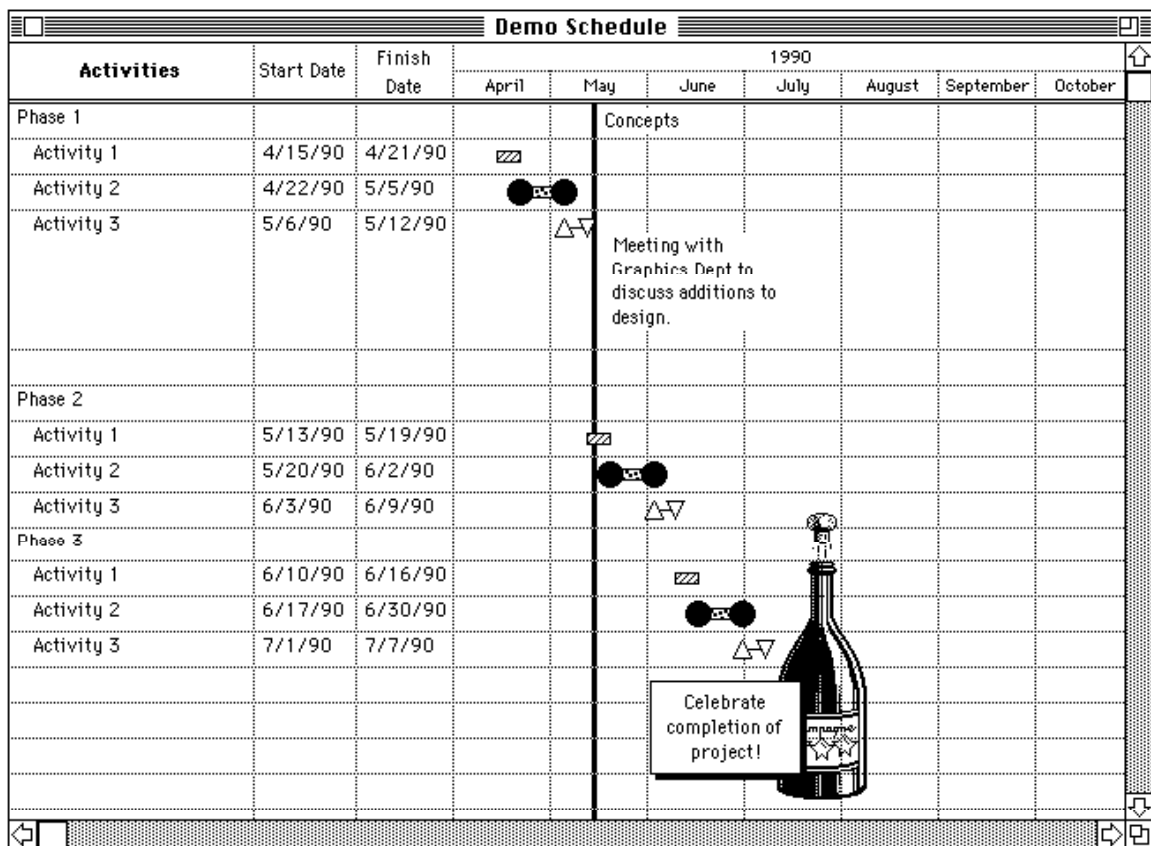 Demo Schedule
Activities Start Date Finish Date 1990
April May June July August September October
Phase 1 Concepts
Activity 1 4/15/90 4/21/90
Activity 2 4/22/90 5/5/90
Activity 3 5/6/90 5/12/90
Meeting with
Graphics Dept to
discuss additions to
design.
Phase 2
Activity 1 5/13/90 5/19/90
Activity 2 5/20/90 6/2/90
Activity 3 6/3/90 6/9/90
Phase 3
Activity 1 6/10/90 6/16/90
Activity 2 6/17/90 6/30/90
Activity 3 7/1/90 7/7/90
Celebrate
completion of
project!